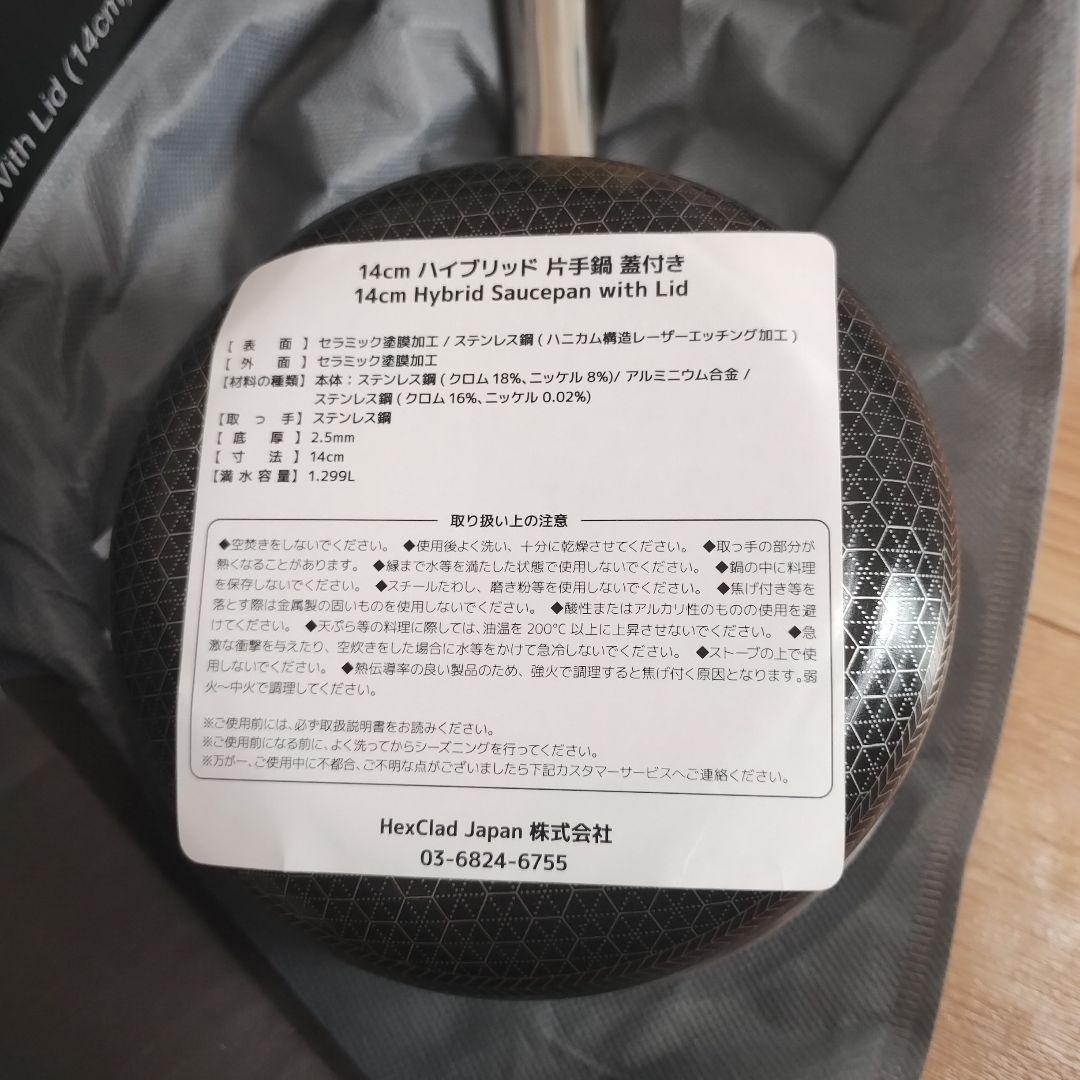 With Lid (14cm)
14cm ハイブリッド 片手鍋 蓋付き
14cm Hybrid Saucepan with Lid
【表面】セラミック塗膜加工 / ステンレス鋼 ( ハニカム構造レーザーエッチング加工 )
【外面】セラミック塗膜加工
【材料の種類】本体：ステンレス鋼 ( クロム 18%、ニッケル 8%)/ アルミニウム合金 /
ステンレス鋼 ( クロム 16%、ニッケル 0.02%)
【取っ手】ステンレス鋼
【底厚】2.5mm
【寸法】14cm
【満水容量】1.299L
取り扱い上の注意
◆空焚きをしないでください。 ◆使用後よく洗い、十分に乾燥させてください。 ◆取っ手の部分が
熱くなることがあります。 ◆縁まで水等を満たした状態で使用しないでください。 ◆鍋の中に料理
を保存しないでください。 ◆スチールたわし、磨き粉等を使用しないでください。 ◆焦げ付き等を
落とす際は金属製の固いものを使用しないでください。 ◆酸性またはアルカリ性のものの使用を避
けてください。 ◆天ぷら等の料理に際しては、油温を 200℃ 以上に上昇させないでください。 ◆急
激な衝撃を与えたり、空炊きをした場合に水等をかけて急冷しないでください。 ◆ストーブの上で使
用しないでください。 ◆熱伝導率の良い製品のため、強火で調理すると焦げ付く原因となります。弱
火〜中火で調理してください。
※ご使用前には、必ず取扱説明書をお読みください。
※ご使用前になる前に、よく洗ってからシーズニングを行ってください。
※万が一、ご使用中に不都合、ご不明な点がございましたら下記カスタマーサービスへご連絡ください。
HexClad Japan 株式会社
03-6824-6755